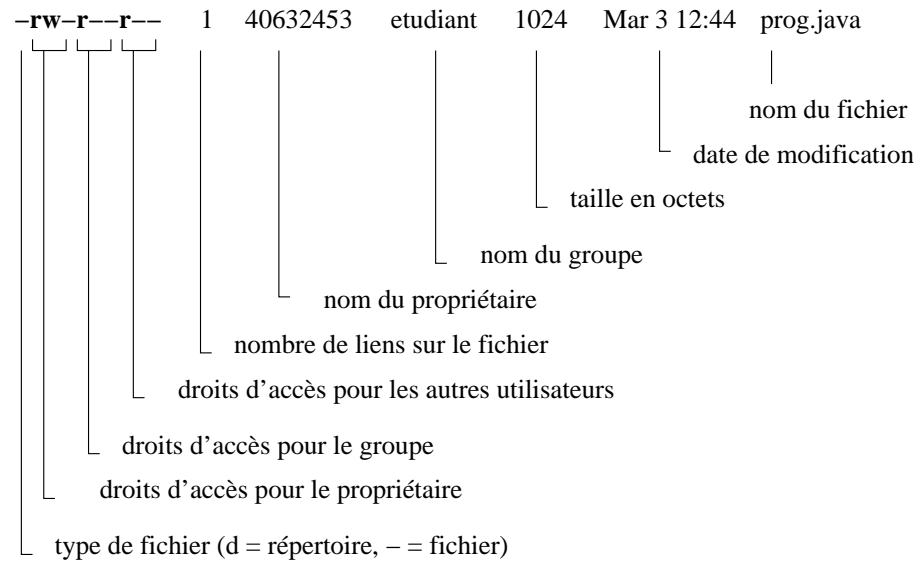 –rw–r––r–– 1 40632453 etudiant 1024 Mar 3 12:44 prog.java
nom du fichier
date de modification
taille en octets
nom du groupe
nom du propriétaire
nombre de liens sur le fichier
droits d'accès pour les autres utilisateurs
droits d'accès pour le groupe
droits d'accès pour le propriétaire
type de fichier (d = répertoire, – = fichier)